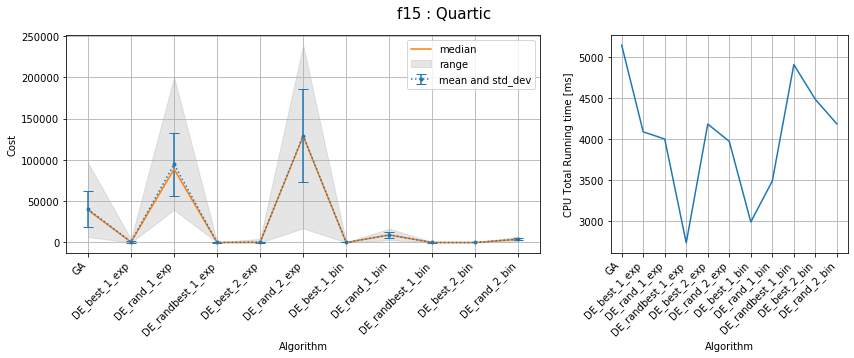 f15 : Quartic
Cost
250000
200000
150000
100000
50000
0
median
range
mean and std_dev
GA
DE_best_1_exp
DE_rand_1_exp
DE_randbest_1_exp
DE_best_2_exp
DE_rand_2_exp
DE_best_1_bin
DE_rand_1_bin
DE_randbest_1_bin
DE_best_2_bin
DE_rand_2_bin
Algorithm
CPU Total Running time [ms]
5000
4500
4000
3500
3000
GA
DE_best_1_exp
DE_rand_1_exp
DE_randbest_1_exp
DE_best_2_exp
DE_rand_2_exp
DE_best_1_bin
DE_rand_1_bin
DE_randbest_1_bin
DE_best_2_bin
DE_rand_2_bin
Algorithm